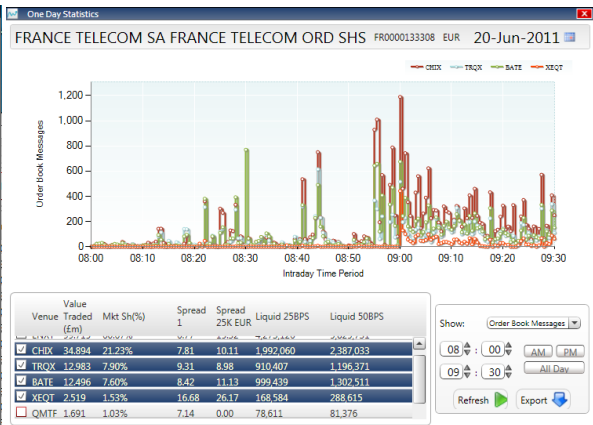 One Day Statistics
FRANCE TELECOM SA FRANCE TELECOM ORD SHS FR0000133308 EUR 20-Jun-2011
CHIX TRQX BATE XEQT
1,200
1,000
800
600
400
200
0
Order Book Messages
08:00 08:10 08:20 08:30 08:40 08:50 09:00 09:10 09:20 09:30
Intraday Time Period
Venue Value Traded (£m) Mkt Sh(%) Spread 1 Spread 25K EUR Liquid 25BPS Liquid 50BPS
CHIX 34.894 21.23% 7.81 10.11 1,992,060 2,387,033
TRQX 12.983 7.90% 9.31 8.98 910,407 1,196,371
BATE 12.496 7.60% 8.42 11.13 999,439 1,302,511
XEQT 2.519 1.53% 16.68 26.17 168,584 288,615
QMTF 1.691 1.03% 7.14 0.00 78,611 81,376
Show: Order Book Messages
08 : 00 AM PM
09 : 30 All Day
Refresh Export